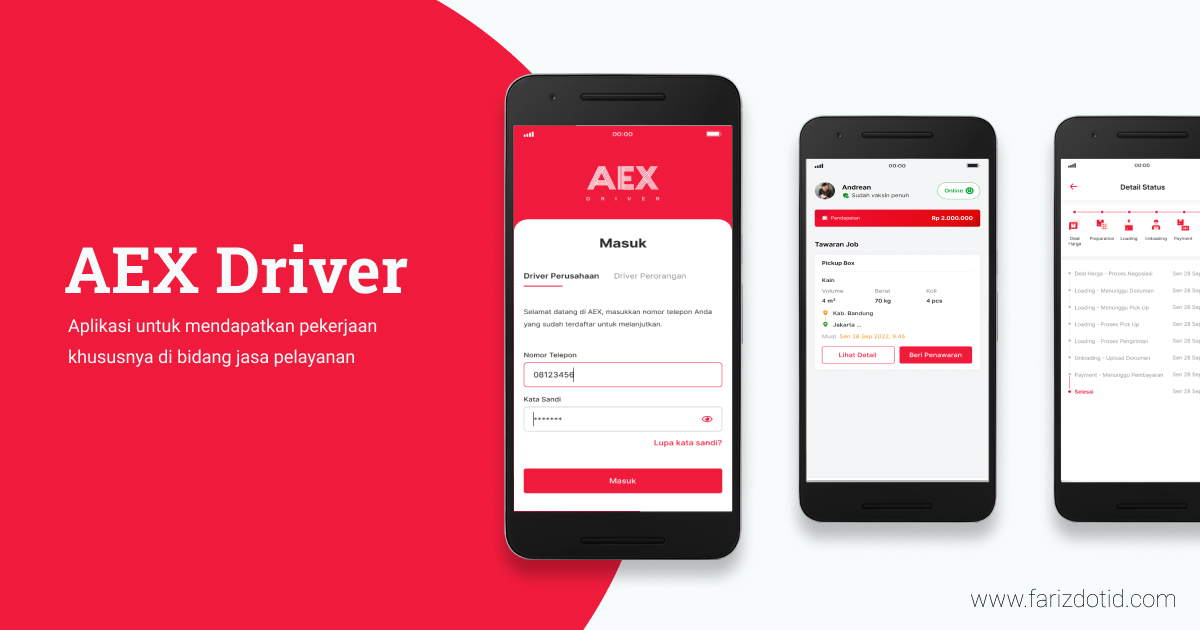 AEX Driver
Aplikasi untuk mendapatkan pekerjaan
khususnya di bidang jasa pelayanan
00:00
AEX
DRIVER
Masuk
Driver Perusahaan Driver Perorangan
Selamat datang di AEX, masukkan nomor telepon Anda
yang sudah terdaftar untuk melanjutkan.
Nomor Telepon
08123456
Kata Sandi
*******
Lupa kata sandi?
Masuk
00:00
Andrean
Sudah vaksin penuh
Online
Pendapatan Rp 2.000.000
Tawaran Job
Pickup Box
Kain
Volume Berat Koli
4 m³ 70 kg 4 pcs
Kab. Bandung
Jakarta ...
Muat Sen 28 Sep 2022, 9.45
Lihat Detail Beri Penawaran
00:00
Detail Status
Deal Harga Preparation Loading Unloading Payment
Deal Harga - Proses Negosiasi Sen 28 Sep
Loading - Menunggu Dokumen Sen 28 Sep
Loading - Menunggu Pick Up Sen 28 Sep
Loading - Proses Pick Up Sen 28 Sep
Loading - Proses Pengiriman Sen 28 Sep
Unloading - Upload Dokumen Sen 28 Sep
Payment - Menunggu Pembayaran Sen 28 Sep
Selesai Sen 28 Sep
www.farizdotid.com